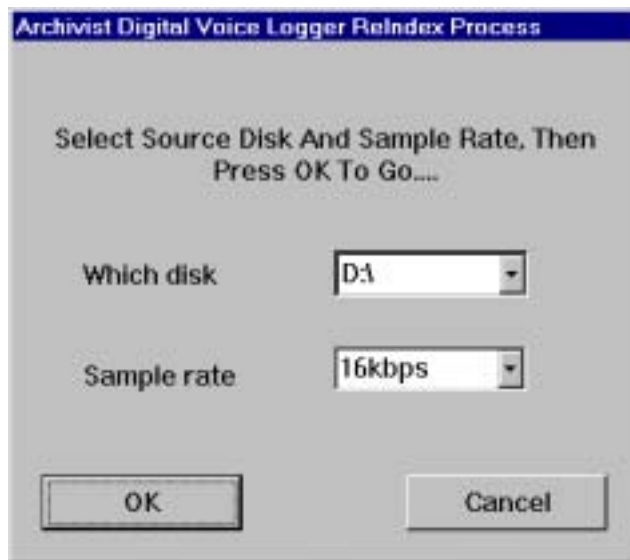 Archivist Digital Voice Logger ReIndex Process
Select Source Disk And Sample Rate, Then
Press OK To Go....
Which disk
D:\
Sample rate
16kbps
OK
Cancel